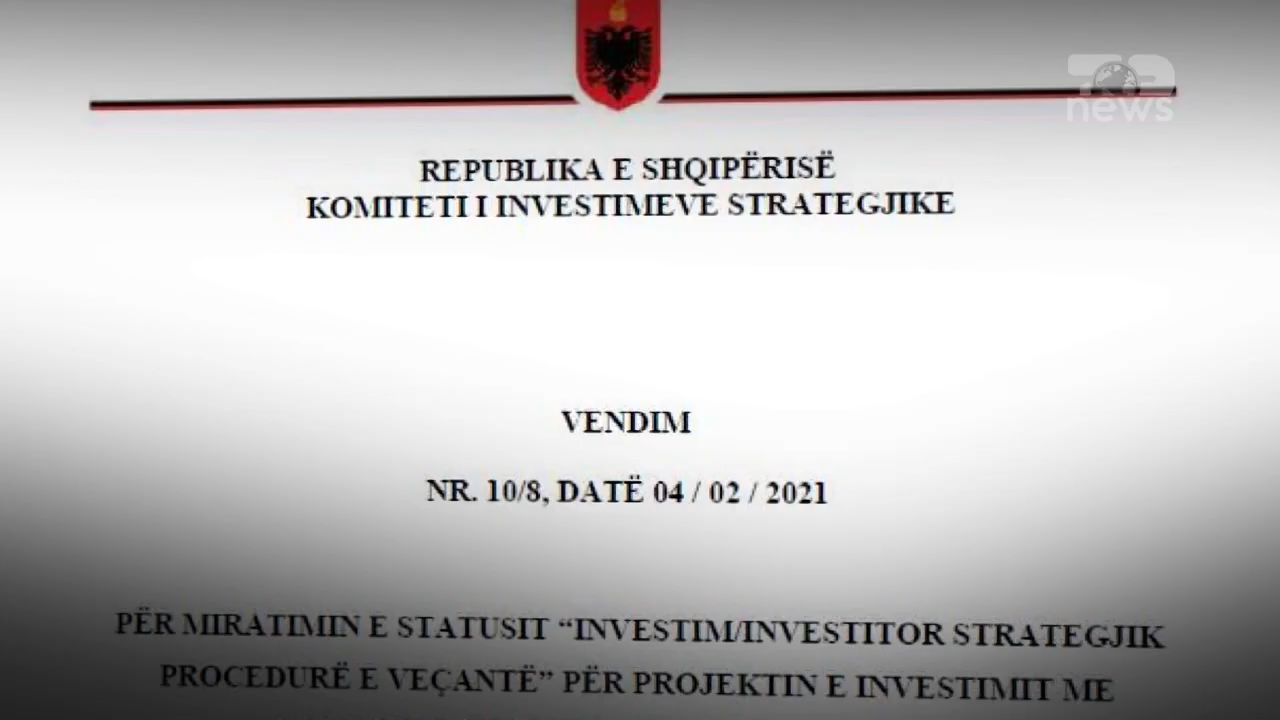 news
REPUBLIKA E SHQIPËRISË
KOMITETI I INVESTIMEVE STRATEGJIKE
VENDIM
NR. 10/8, DATË 04 / 02 / 2021
PËR MIRATIMIN E STATUSIT “INVESTIM/INVESTITOR STRATEGJIK
PROCEDURË E VEÇANTË” PËR PROJEKTIN E INVESTIMIT ME